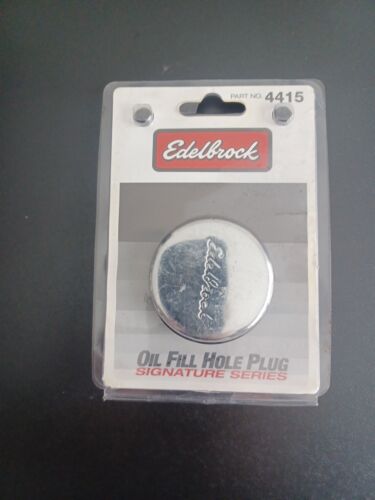 PART NO. 4415
Edelbrock
Edelbrock
OIL FILL HOLE PLUG
SIGNATURE SERIES